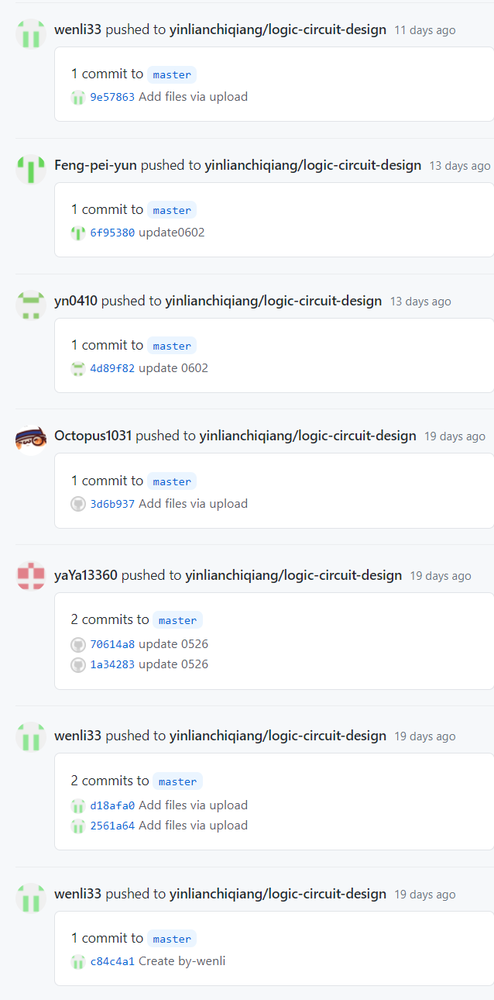 wenli33 pushed to yinlianchiqiang/logic-circuit-design 11 days ago
1 commit to master
9e57863 Add files via upload
Feng-pei-yun pushed to yinlianchiqiang/logic-circuit-design 13 days ago
1 commit to master
6f95380 update0602
yn0410 pushed to yinlianchiqiang/logic-circuit-design 13 days ago
1 commit to master
4d89f82 update 0602
Octopus1031 pushed to yinlianchiqiang/logic-circuit-design 19 days ago
1 commit to master
3d6b937 Add files via upload
yaYa13360 pushed to yinlianchiqiang/logic-circuit-design 19 days ago
2 commits to master
70614a8 update 0526
1a34283 update 0526
wenli33 pushed to yinlianchiqiang/logic-circuit-design 19 days ago
2 commits to master
d18afa0 Add files via upload
2561a64 Add files via upload
wenli33 pushed to yinlianchiqiang/logic-circuit-design 19 days ago
1 commit to master
c84c4a1 Create by-wenli